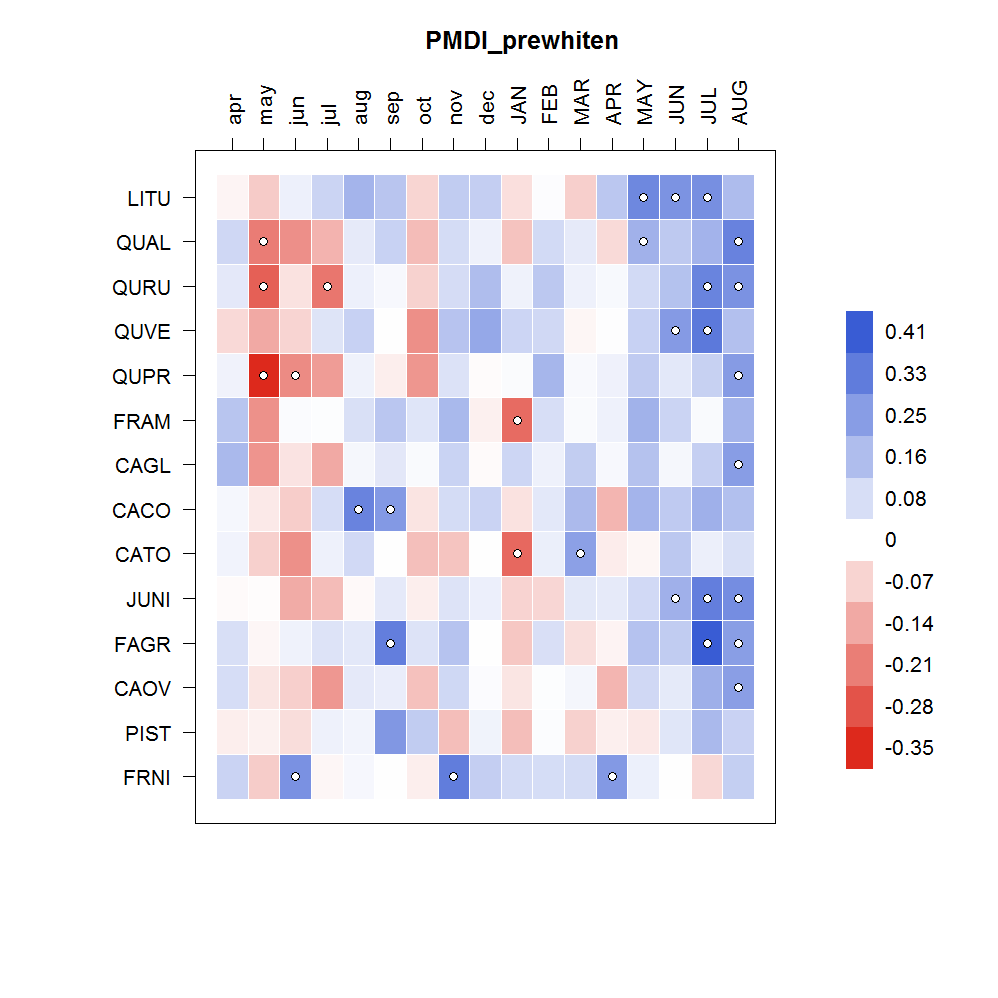 PMDI_prewhiten
apr may jun jul aug sep oct nov dec JAN FEB MAR APR MAY JUN JUL AUG
LITU
QUAL
QURU
QUVE
QUPR
FRAM
CAGL
CACO
CATO
JUNI
FAGR
CAOV
PIST
FRNI
0.41
0.33
0.25
0.16
0.08
0
-0.07
-0.14
-0.21
-0.28
-0.35